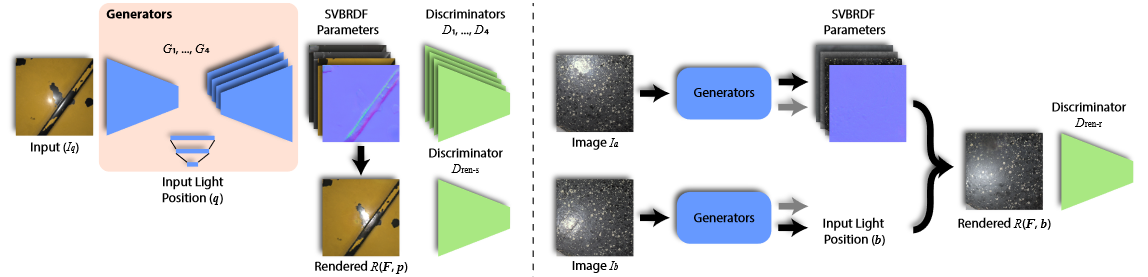 Generators
G₁, ..., G₄
Input (Iq)
Input Light
Position (q)
SVBRDF
Parameters
Rendered R(F, p)
Discriminators
D₁, ..., D₄
Discriminator
Dren-s
Image Ia
Generators
SVBRDF
Parameters
Image Ib
Generators
Input Light
Position (b)
Rendered R(F, b)
Discriminator
Dren-r